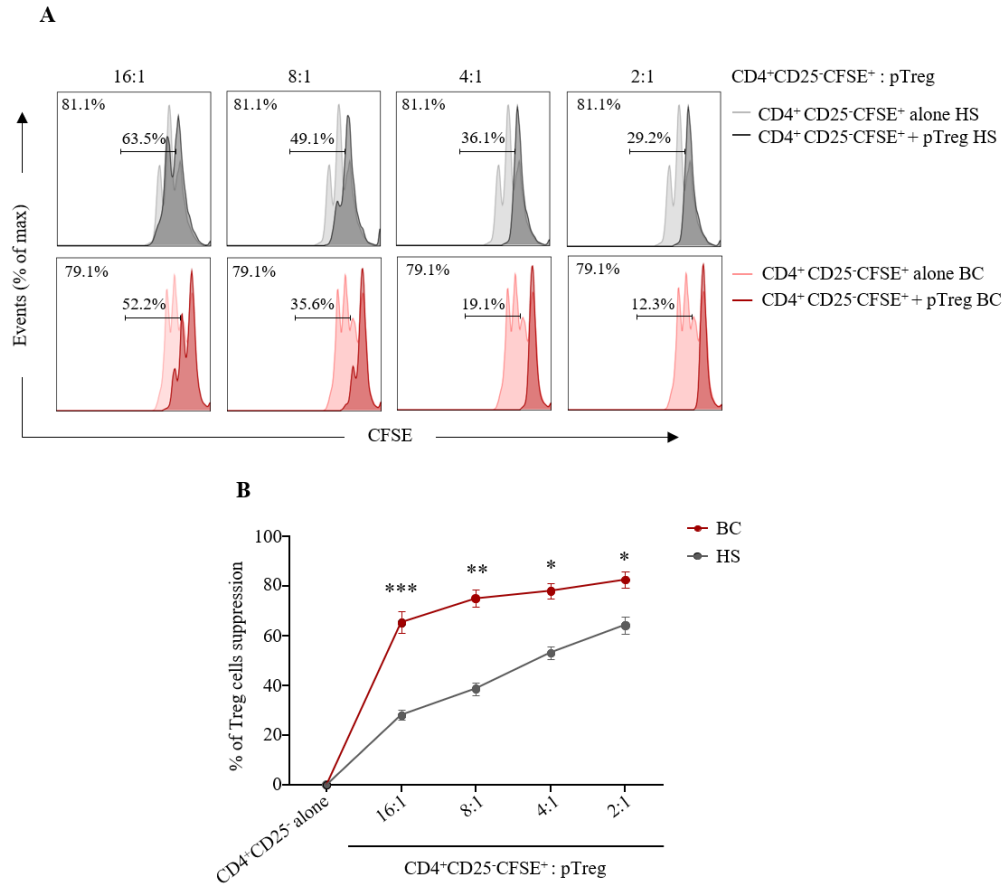 A
16:1 8:1 4:1 2:1 CD4⁺CD25⁻CFSE⁺ : pTreg
81.1% 81.1% 81.1% 81.1%
CD4⁺ CD25⁻CFSE⁺ alone HS
63.5% 49.1% 36.1% 29.2%
CD4⁺ CD25⁻CFSE⁺ + pTreg HS
Events (% of max)
79.1% 79.1% 79.1% 79.1%
CD4⁺ CD25⁻CFSE⁺ alone BC
52.2% 35.6% 19.1% 12.3%
CD4⁺ CD25⁻CFSE⁺ + pTreg BC
CFSE
B
BC
HS
% of Treg cells suppression
100
80
60
40
20
0
*** ** * *
CD4⁺CD25⁻ alone 16:1 8:1 4:1 2:1
CD4⁺CD25⁻CFSE⁺ : pTreg